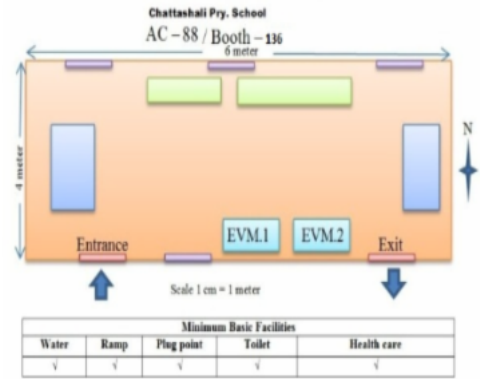 Chattashali Pry. School
AC – 88 / Booth – 136
6 meter
4 meter
N
EVM.1 EVM.2
Entrance Exit
Scale 1 cm = 1 meter
Minimum Basic Facilities
Water Ramp Plug point Toilet Health care
√ √ √ √ √